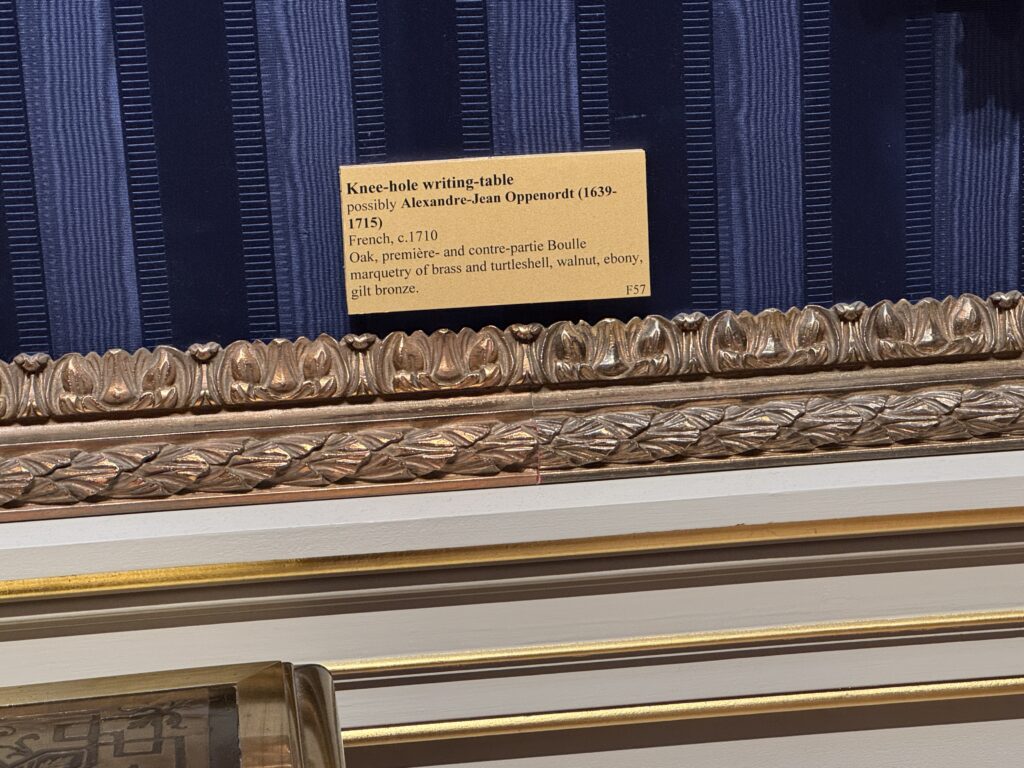 Knee-hole writing-table
possibly Alexandre-Jean Oppenordt (1639-
1715)
French, c.1710
Oak, première- and contre-partie Boulle
marquetry of brass and turtleshell, walnut, ebony,
gilt bronze.
F57